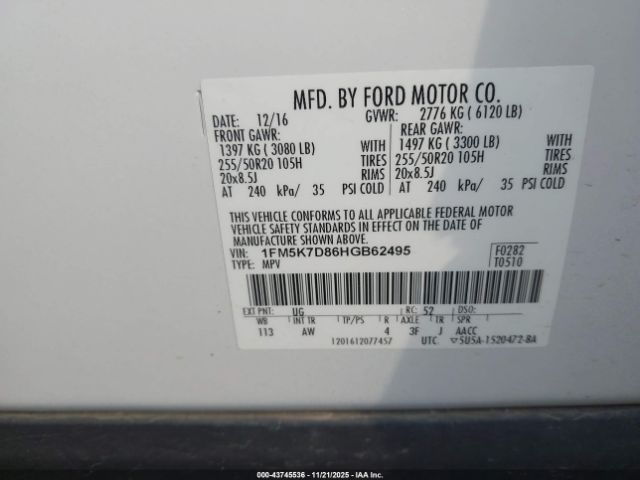 MFD. BY FORD MOTOR CO.
DATE: 12/16 GVWR: 2776 KG ( 6120 LB)
FRONT GAWR: REAR GAWR:
1397 KG ( 3080 LB) WITH 1497 KG ( 3300 LB) WITH
255/50R20 105H TIRES 255/50R20 105H TIRES
20x8.5J RIMS 20x8.5J RIMS
AT 240 kPa/ 35 PSI COLD AT 240 kPa/ 35 PSI COLD
THIS VEHICLE CONFORMS TO ALL APPLICABLE FEDERAL MOTOR
VEHICLE SAFETY STANDARDS IN EFFECT ON THE DATE OF
MANUFACTURE SHOWN ABOVE.
VIN: 1FM5K7D86HGB62495 F0282
TYPE: MPV T0510
EXT PNT: UG RC: 52 DSO:
WB INT TR TP/PS R AXLE TR SPR
113 AW 4 3F J AACC
1201612077457 UTC ▽5U5A-1520472-BA
000-43745536 - 11/21/2025 - IAA, Inc.